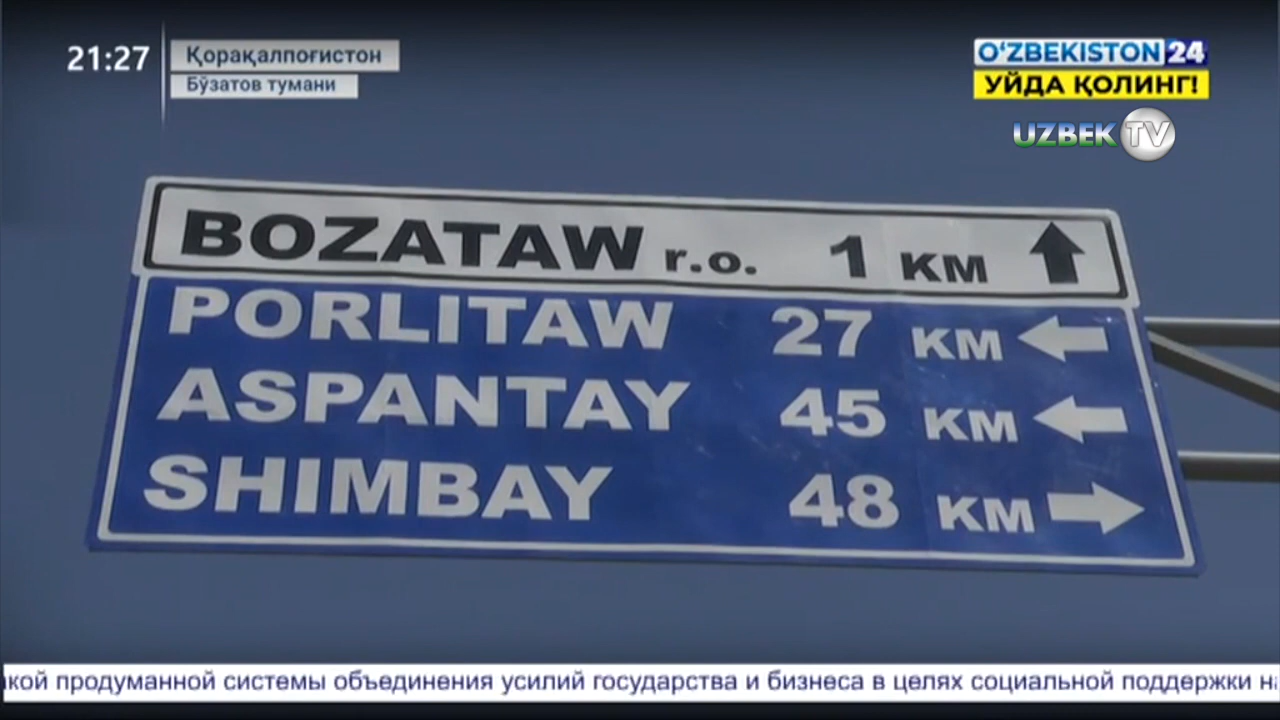 21:27
Қорақалпоғистон
Бўзатов тумани
O‘ZBEKISTON 24
УЙДА ҚОЛИНГ!
UZBEK TV
BOZATAW r.o. 1 KM
PORLITAW 27 KM
ASPANTAY 45 KM
SHIMBAY 48 KM
продуманной системы объединения усилий государства и бизнеса в целях социальной поддержки